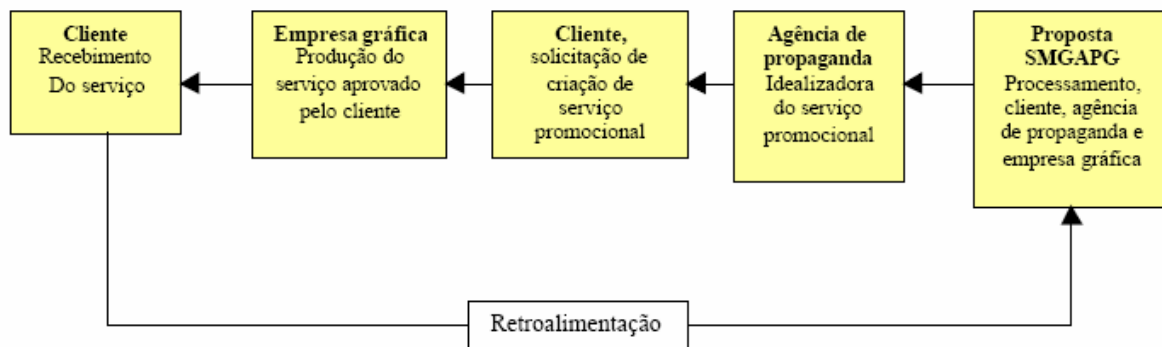 Cliente
Recebimento
Do serviço
Empresa gráfica
Produção do
serviço aprovado
pelo cliente
Cliente,
solicitação de
criação de
serviço
promocional
Agência de
propaganda
Idealizadora
do serviço
promocional
Proposta
SMGAPG
Processamento,
cliente, agência
de propaganda e
empresa gráfica
Retroalimentação